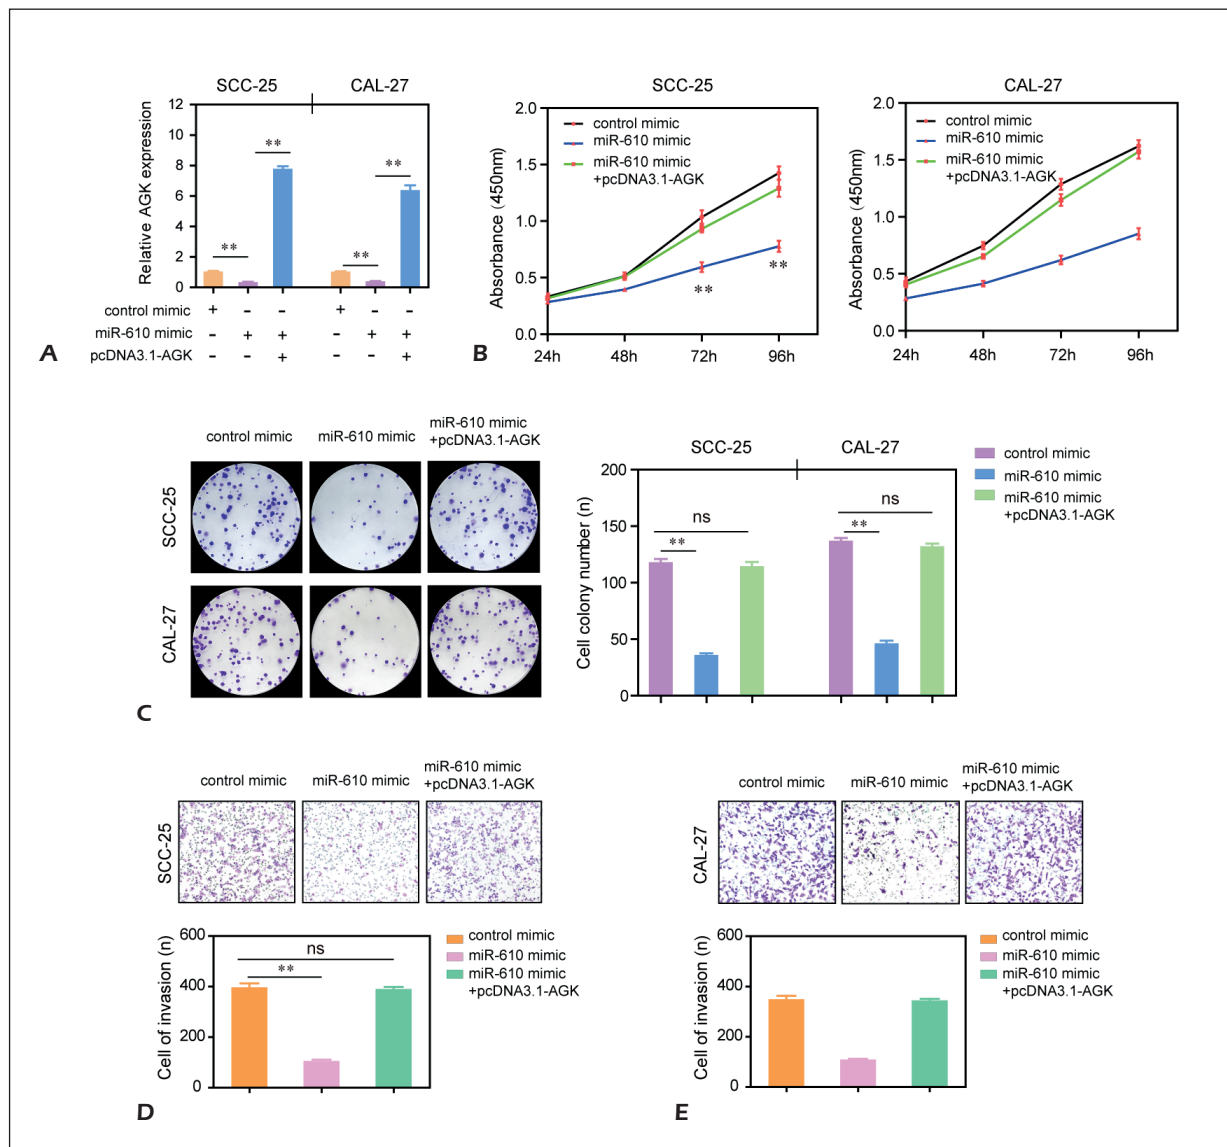 SCC-25 CAL-27
Relative AGK expression
12
10
8
6
4
2
0
** ** ** **
control mimic + - - + - -
miR-610 mimic - + + - + +
pcDNA3.1-AGK - - + - - +
A
SCC-25
Absorbance (450nm)
2.0
1.5
1.0
0.5
0.0
control mimic
miR-610 mimic
miR-610 mimic
+pcDNA3.1-AGK
**
**
24h 48h 72h 96h
B
CAL-27
Absorbance (450nm)
2.0
1.5
1.0
0.5
0.0
control mimic
miR-610 mimic
miR-610 mimic
+pcDNA3.1-AGK
24h 48h 72h 96h
control mimic
miR-610 mimic
miR-610 mimic
+pcDNA3.1-AGK
SCC-25
CAL-27
C
SCC-25 CAL-27
Cell colony number (n)
200
150
100
50
0
ns
**
ns
**
control mimic
miR-610 mimic
miR-610 mimic
+pcDNA3.1-AGK
control mimic
miR-610 mimic
miR-610 mimic
+pcDNA3.1-AGK
SCC-25
Cell of invasion (n)
600
400
200
0
ns
**
control mimic
miR-610 mimic
miR-610 mimic
+pcDNA3.1-AGK
D
control mimic
miR-610 mimic
miR-610 mimic
+pcDNA3.1-AGK
CAL-27
Cell of invasion (n)
600
400
200
0
control mimic
miR-610 mimic
miR-610 mimic
+pcDNA3.1-AGK
E